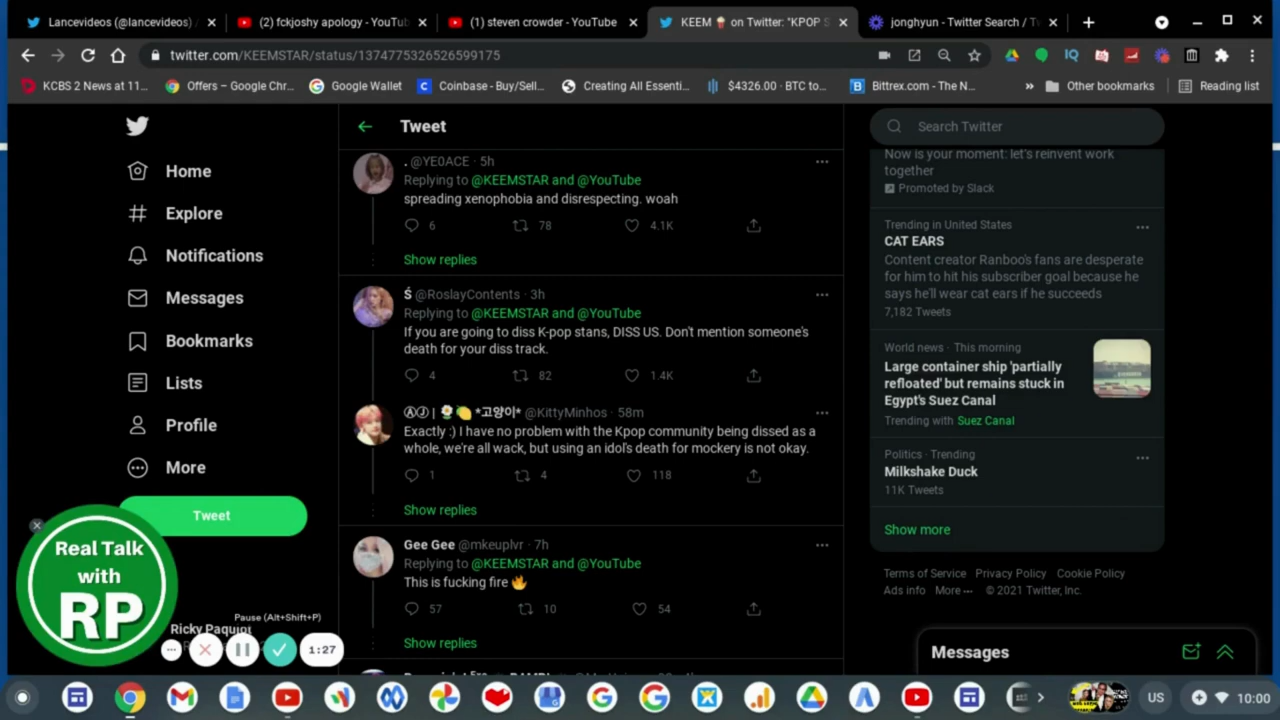 Lancevideos (@lancevideos) /
(2) fckjoshy apology - YouTu
(1) steven crowder - YouTube
KEEM 🍿 on Twitter: "KPOP S
jonghyun - Twitter Search / Tw
twitter.com/KEEMSTAR/status/1374775326526599175
KCBS 2 News at 11...
Offers – Google Chr...
Google Wallet
Coinbase - Buy/Sell...
Creating All Essenti...
$4326.00 · BTC to...
Bittrex.com - The N...
Other bookmarks
Reading list
Home
Explore
Notifications
Messages
Bookmarks
Lists
Profile
More
Tweet
Real Talk
with
RP
Ricky Paquiot
Pause (Alt+Shift+P)
1:27
Tweet
. @YE0ACE · 5h
Replying to @KEEMSTAR and @YouTube
spreading xenophobia and disrespecting. woah
6 78 4.1K
Show replies
Ś @RoslayContents · 3h
Replying to @KEEMSTAR and @YouTube
If you are going to diss K-pop stans, DISS US. Don't mention someone's
death for your diss track.
4 82 1.4K
ⒶⒿ | 🌼🍋 *고양이* @KittyMinhos · 58m
Exactly :) I have no problem with the Kpop community being dissed as a
whole, we're all wack, but using an idol's death for mockery is not okay.
1 4 118
Show replies
Gee Gee @mkeuplvr · 7h
Replying to @KEEMSTAR and @YouTube
This is fucking fire 🔥
57 10 54
Show replies
Search Twitter
Now is your moment: let's reinvent work
together
Promoted by Slack
Trending in United States
CAT EARS
Content creator Ranboo's fans are desperate
for him to hit his subscriber goal because he
says he'll wear cat ears if he succeeds
7,182 Tweets
World news · This morning
Large container ship 'partially
refloated' but remains stuck in
Egypt's Suez Canal
Trending with Suez Canal
Politics · Trending
Milkshake Duck
11K Tweets
Show more
Terms of Service Privacy Policy Cookie Policy
Ads info More ··· © 2021 Twitter, Inc.
Messages
US
10:00